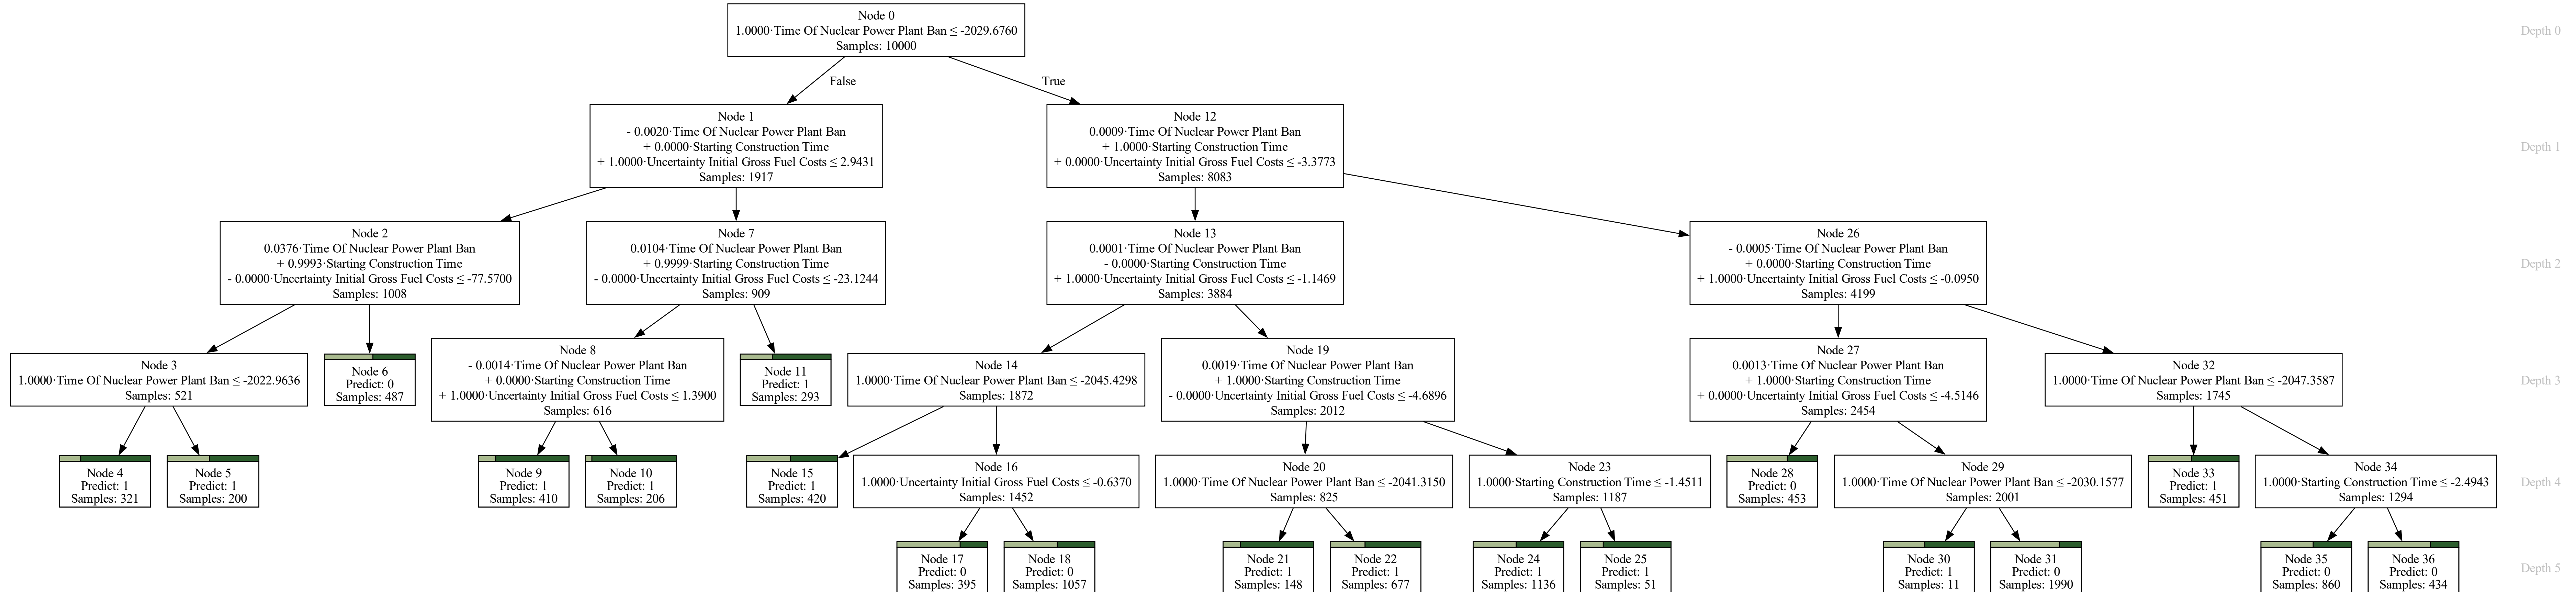 Node 0
1.0000·Time Of Nuclear Power Plant Ban ≤ -2029.6760
Samples: 10000
Depth 0
False
True
Node 1
- 0.0020·Time Of Nuclear Power Plant Ban
+ 0.0000·Starting Construction Time
+ 1.0000·Uncertainty Initial Gross Fuel Costs ≤ 2.9431
Samples: 1917
Node 12
0.0009·Time Of Nuclear Power Plant Ban
+ 1.0000·Starting Construction Time
+ 0.0000·Uncertainty Initial Gross Fuel Costs ≤ -3.3773
Samples: 8083
Depth 1
Node 2
0.0376·Time Of Nuclear Power Plant Ban
+ 0.9993·Starting Construction Time
- 0.0000·Uncertainty Initial Gross Fuel Costs ≤ -77.5700
Samples: 1008
Node 7
0.0104·Time Of Nuclear Power Plant Ban
+ 0.9999·Starting Construction Time
- 0.0000·Uncertainty Initial Gross Fuel Costs ≤ -23.1244
Samples: 909
Node 13
0.0001·Time Of Nuclear Power Plant Ban
- 0.0000·Starting Construction Time
+ 1.0000·Uncertainty Initial Gross Fuel Costs ≤ -1.1469
Samples: 3884
Node 26
- 0.0005·Time Of Nuclear Power Plant Ban
+ 0.0000·Starting Construction Time
+ 1.0000·Uncertainty Initial Gross Fuel Costs ≤ -0.0950
Samples: 4199
Depth 2
Node 3
1.0000·Time Of Nuclear Power Plant Ban ≤ -2022.9636
Samples: 521
Node 6
Predict: 0
Samples: 487
Node 8
- 0.0014·Time Of Nuclear Power Plant Ban
+ 0.0000·Starting Construction Time
+ 1.0000·Uncertainty Initial Gross Fuel Costs ≤ 1.3900
Samples: 616
Node 11
Predict: 1
Samples: 293
Node 14
1.0000·Time Of Nuclear Power Plant Ban ≤ -2045.4298
Samples: 1872
Node 19
0.0019·Time Of Nuclear Power Plant Ban
+ 1.0000·Starting Construction Time
- 0.0000·Uncertainty Initial Gross Fuel Costs ≤ -4.6896
Samples: 2012
Node 27
0.0013·Time Of Nuclear Power Plant Ban
+ 1.0000·Starting Construction Time
+ 0.0000·Uncertainty Initial Gross Fuel Costs ≤ -4.5146
Samples: 2454
Node 32
1.0000·Time Of Nuclear Power Plant Ban ≤ -2047.3587
Samples: 1745
Depth 3
Node 4
Predict: 1
Samples: 321
Node 5
Predict: 1
Samples: 200
Node 9
Predict: 1
Samples: 410
Node 10
Predict: 1
Samples: 206
Node 15
Predict: 1
Samples: 420
Node 16
1.0000·Uncertainty Initial Gross Fuel Costs ≤ -0.6370
Samples: 1452
Node 20
1.0000·Time Of Nuclear Power Plant Ban ≤ -2041.3150
Samples: 825
Node 23
1.0000·Starting Construction Time ≤ -1.4511
Samples: 1187
Node 28
Predict: 0
Samples: 453
Node 29
1.0000·Time Of Nuclear Power Plant Ban ≤ -2030.1577
Samples: 2001
Node 33
Predict: 1
Samples: 451
Node 34
1.0000·Starting Construction Time ≤ -2.4943
Samples: 1294
Depth 4
Node 17
Predict: 0
Samples: 395
Node 18
Predict: 0
Samples: 1057
Node 21
Predict: 1
Samples: 148
Node 22
Predict: 1
Samples: 677
Node 24
Predict: 1
Samples: 1136
Node 25
Predict: 1
Samples: 51
Node 30
Predict: 1
Samples: 11
Node 31
Predict: 0
Samples: 1990
Node 35
Predict: 0
Samples: 860
Node 36
Predict: 0
Samples: 434
Depth 5